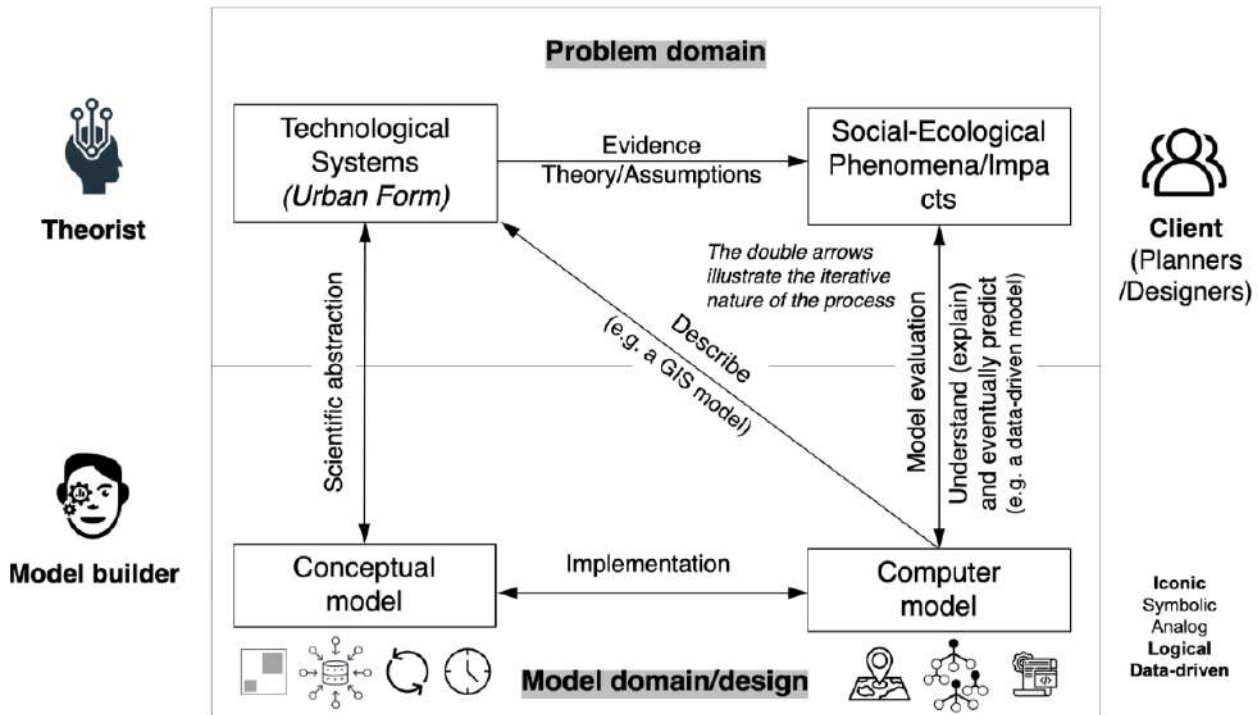 Problem domain
Technological
Systems
(Urban Form)
Evidence
Theory/Assumptions
Social-Ecological
Phenomena/Impa
cts
Theorist
Client
(Planners
/Designers)
The double arrows
illustrate the iterative
nature of the process
Scientific abstraction
Describe
(e.g. a GIS model)
Model evaluation
Understand (explain)
and eventually predict
(e.g. a data-driven model)
Model builder
Conceptual
model
Implementation
Computer
model
Iconic
Symbolic
Analog
Logical
Data-driven
Model domain/design